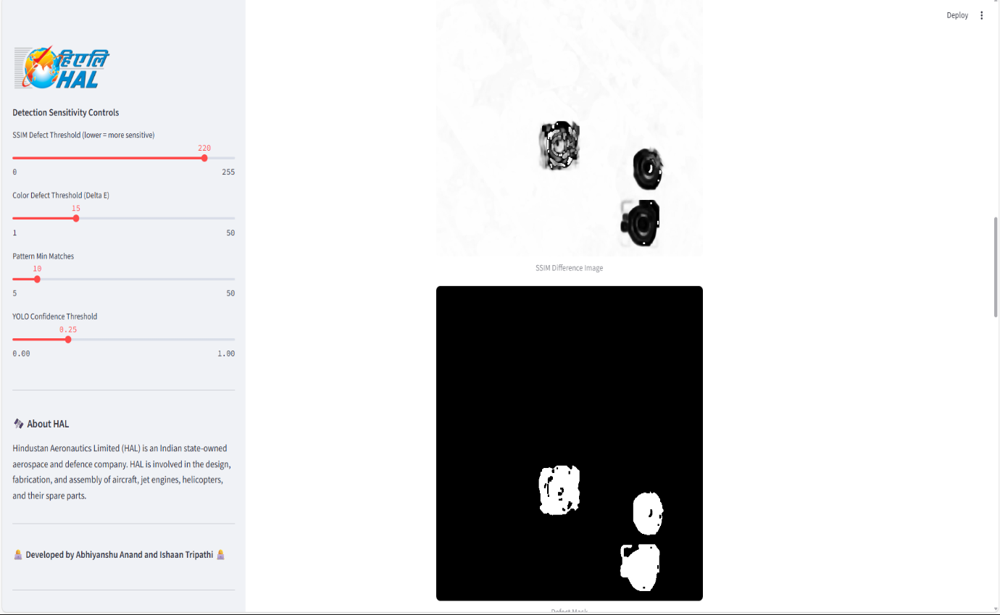 Deploy
हिएलि
HAL
Detection Sensitivity Controls
SSIM Defect Threshold (lower = more sensitive)
220
0 255
Color Defect Threshold (Delta E)
15
1 50
Pattern Min Matches
10
5 50
YOLO Confidence Threshold
0.25
0.00 1.00
About HAL
Hindustan Aeronautics Limited (HAL) is an Indian state-owned
aerospace and defence company. HAL is involved in the design,
fabrication, and assembly of aircraft, jet engines, helicopters,
and their spare parts.
Developed by Abhiyanshu Anand and Ishaan Tripathi
SSIM Difference Image
Defect Mask